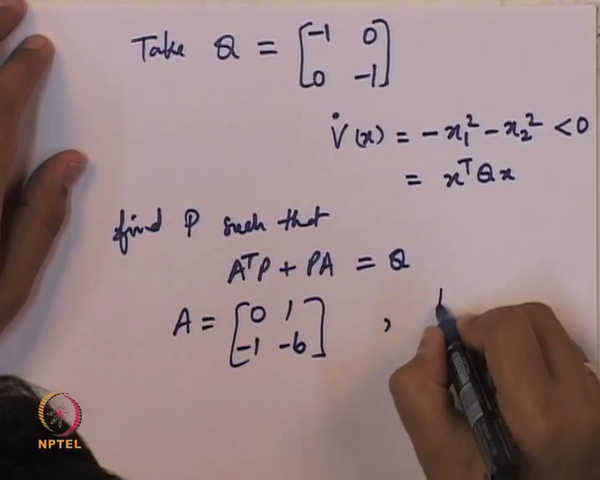 Take Q = [-1 0; 0 -1]
V̇(x) = -x₁² - x₂² < 0
= xᵀQx
find P such that
AᵀP + PA = Q
A = [0 1; -1 -6] ,
NPTEL